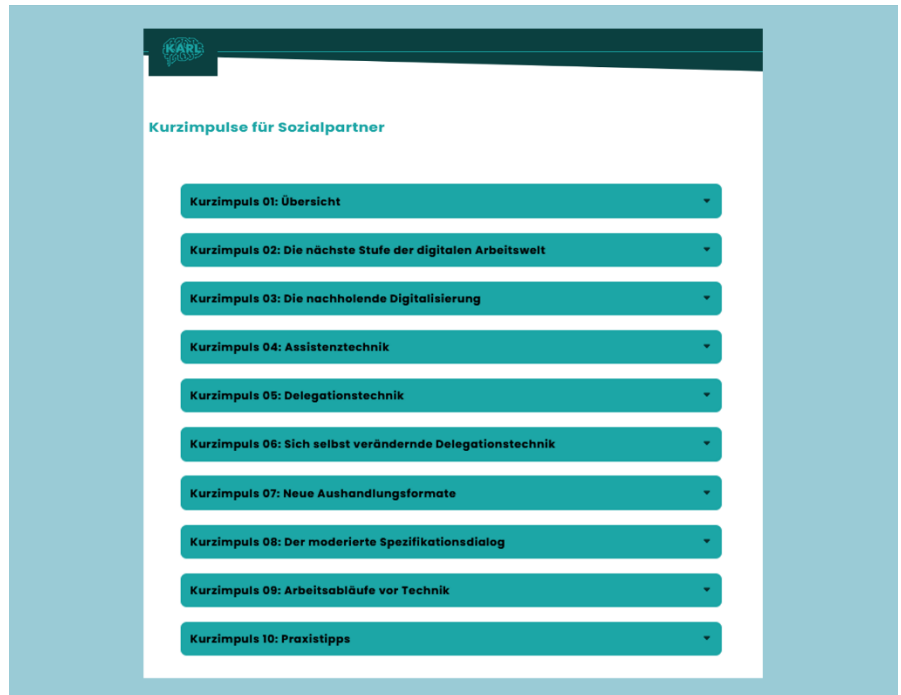 KARL
Kurzimpulse für Sozialpartner
Kurzimpuls 01: Übersicht
Kurzimpuls 02: Die nächste Stufe der digitalen Arbeitswelt
Kurzimpuls 03: Die nachholende Digitalisierung
Kurzimpuls 04: Assistenztechnik
Kurzimpuls 05: Delegationstechnik
Kurzimpuls 06: Sich selbst verändernde Delegationstechnik
Kurzimpuls 07: Neue Aushandlungsformate
Kurzimpuls 08: Der moderierte Spezifikationsdialog
Kurzimpuls 09: Arbeitsabläufe vor Technik
Kurzimpuls 10: Praxistipps